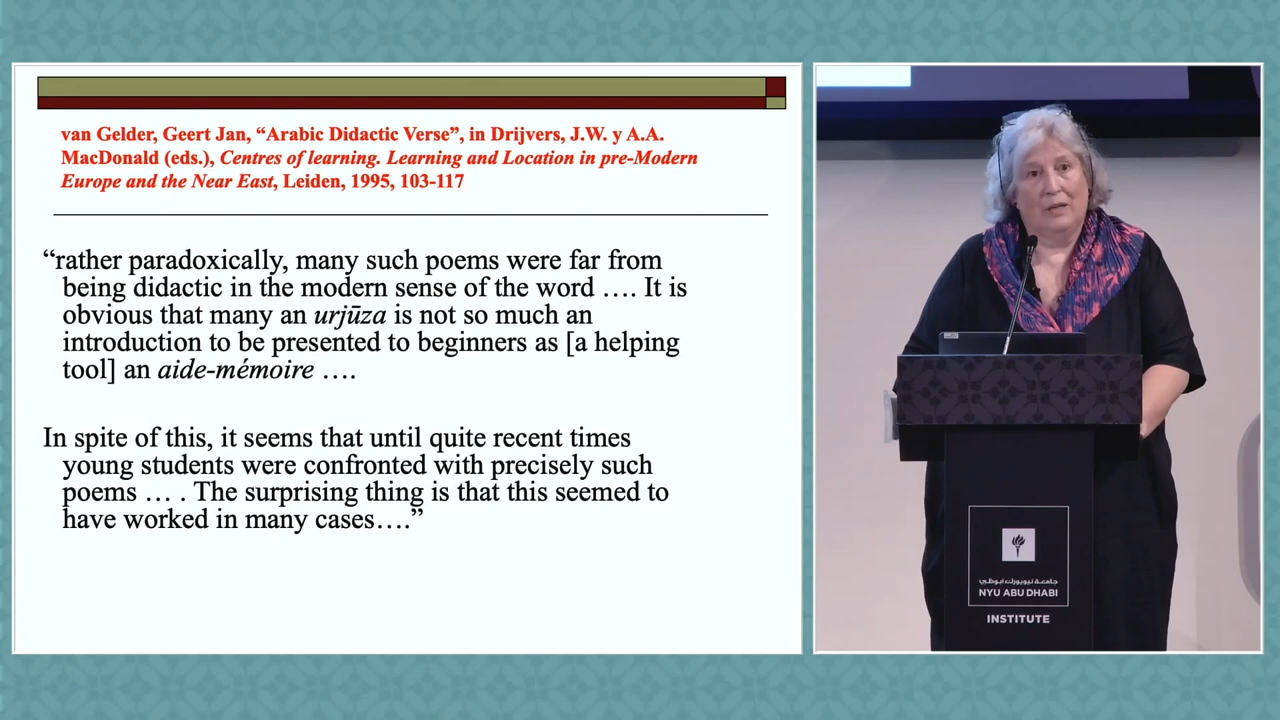 van Gelder, Geert Jan, “Arabic Didactic Verse”, in Drijvers, J.W. y A.A.
MacDonald (eds.), Centres of learning. Learning and Location in pre-Modern
Europe and the Near East, Leiden, 1995, 103-117
“rather paradoxically, many such poems were far from
being didactic in the modern sense of the word …. It is
obvious that many an urjūza is not so much an
introduction to be presented to beginners as [a helping
tool] an aide-mémoire ….
In spite of this, it seems that until quite recent times
young students were confronted with precisely such
poems … . The surprising thing is that this seemed to
have worked in many cases….”
جامعة نيويورك أبوظبي
NYU ABU DHABI
INSTITUTE